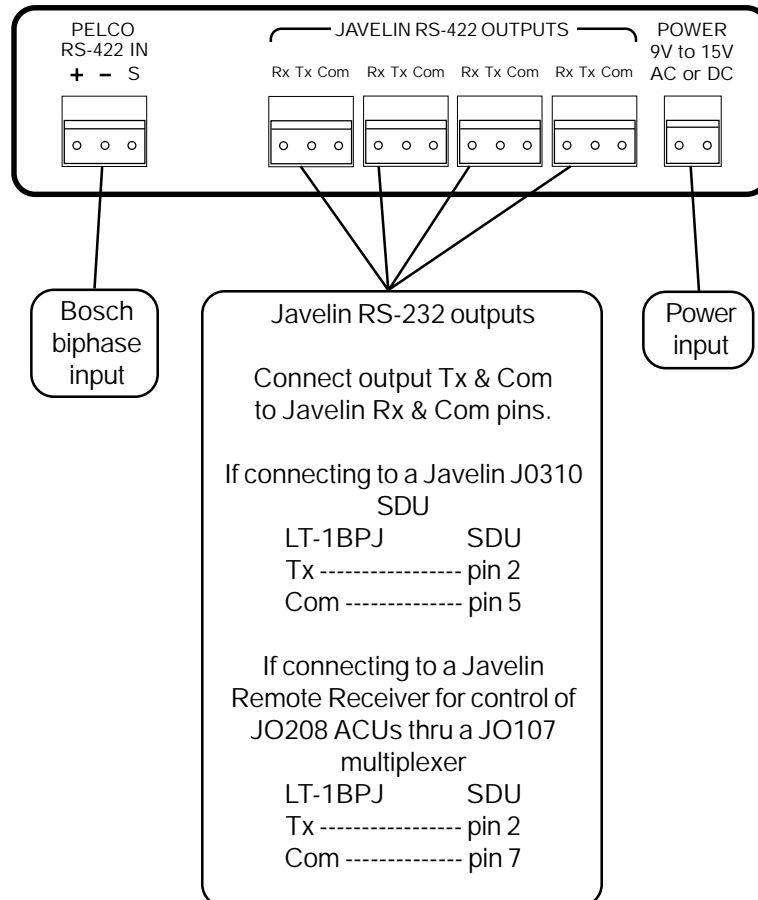 PELCO
RS-422 IN
+ − S
JAVELIN RS-422 OUTPUTS
Rx Tx Com Rx Tx Com Rx Tx Com Rx Tx Com
POWER
9V to 15V
AC or DC
Bosch
biphase
input
Javelin RS-232 outputs
Connect output Tx & Com
to Javelin Rx & Com pins.
If connecting to a Javelin J0310
SDU
LT-1BPJ SDU
Tx ----------------- pin 2
Com -------------- pin 5
If connecting to a Javelin
Remote Receiver for control of
JO208 ACUs thru a JO107
multiplexer
LT-1BPJ SDU
Tx ----------------- pin 2
Com -------------- pin 7
Power
input